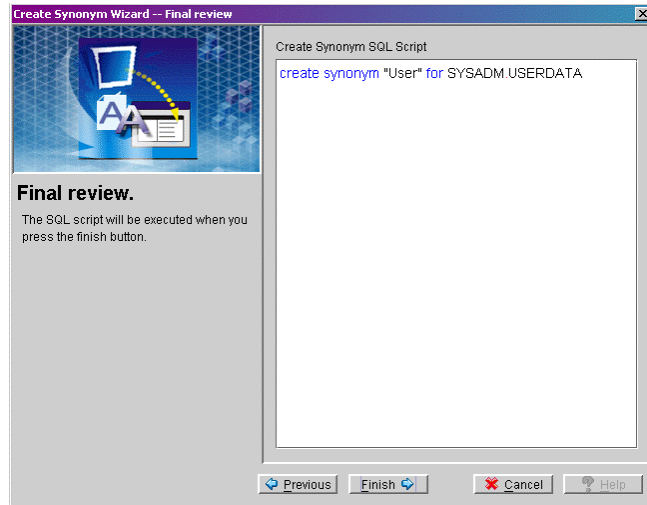 Create Synonym Wizard -- Final review
Create Synonym SQL Script
create synonym "User" for SYSADM.USERDATA
AA
Final review.
The SQL script will be executed when you
press the finish button.
Previous
Finish
Cancel
Help